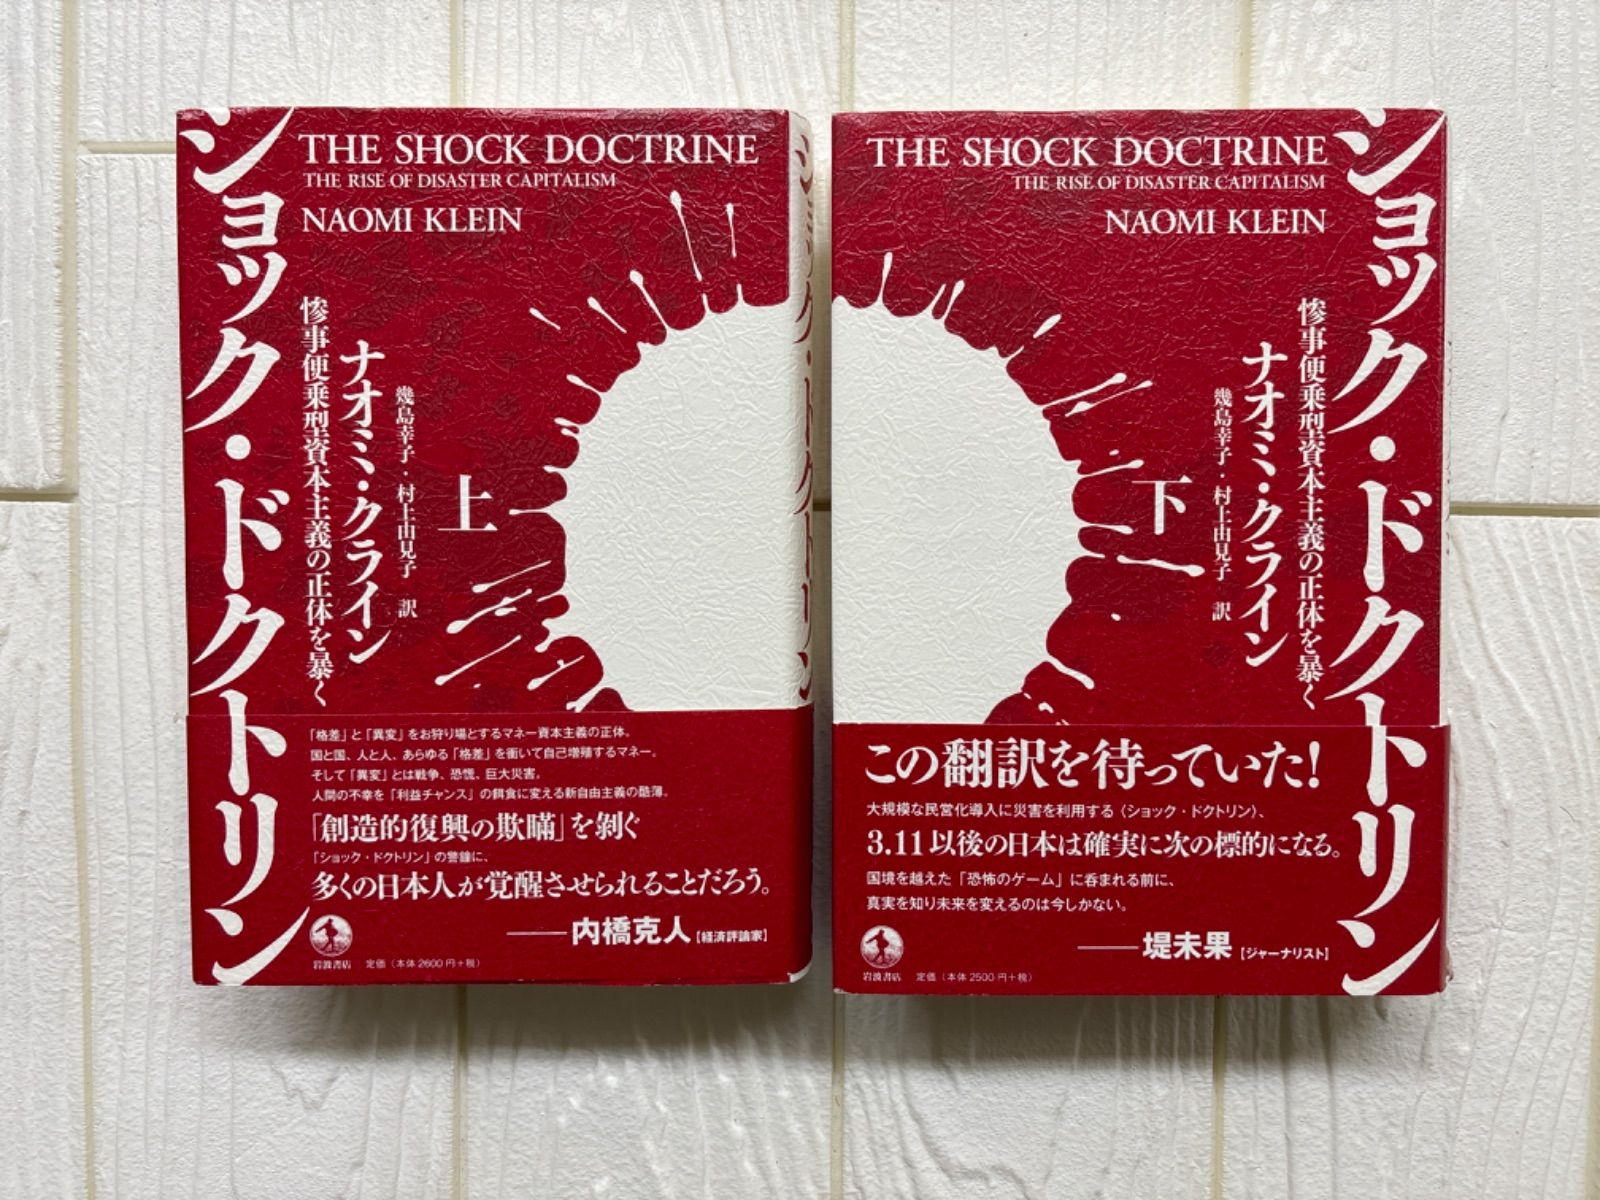 ショック・ドクトリン
THE SHOCK DOCTRINE
THE RISE OF DISASTER CAPITALISM
NAOMI KLEIN
惨事便乗型資本主義の正体を暴く
ナオミ・クライン
幾島幸子・村上由見子 訳
上
「格差」と「異変」をお狩り場とするマネー資本主義の正体。
国と国、人と人、あらゆる「格差」を衝いて自己増殖するマネー。
そして「異変」とは戦争、恐慌、巨大災害。
人間の不幸を「利益チャンス」の餌食に変える新自由主義の酷薄。
「創造的復興の欺瞞」を剝ぐ
「ショック・ドクトリン」の警鐘に、
多くの日本人が覚醒させられることだろう。
——内橋克人［経済評論家］
岩波書店
定価（本体2600円+税）
ショック・ドクトリン
ショック・ドクトリン
THE SHOCK DOCTRINE
THE RISE OF DISASTER CAPITALISM
NAOMI KLEIN
惨事便乗型資本主義の正体を暴く
ナオミ・クライン
幾島幸子・村上由見子 訳
下
この翻訳を待っていた！
大規模な民営化導入に災害を利用する〈ショック・ドクトリン〉、
3.11以後の日本は確実に次の標的になる。
国境を越えた「恐怖のゲーム」に呑まれる前に、
真実を知り未来を変えるのは今しかない。
——堤未果［ジャーナリスト］
岩波書店
定価（本体2500円+税）